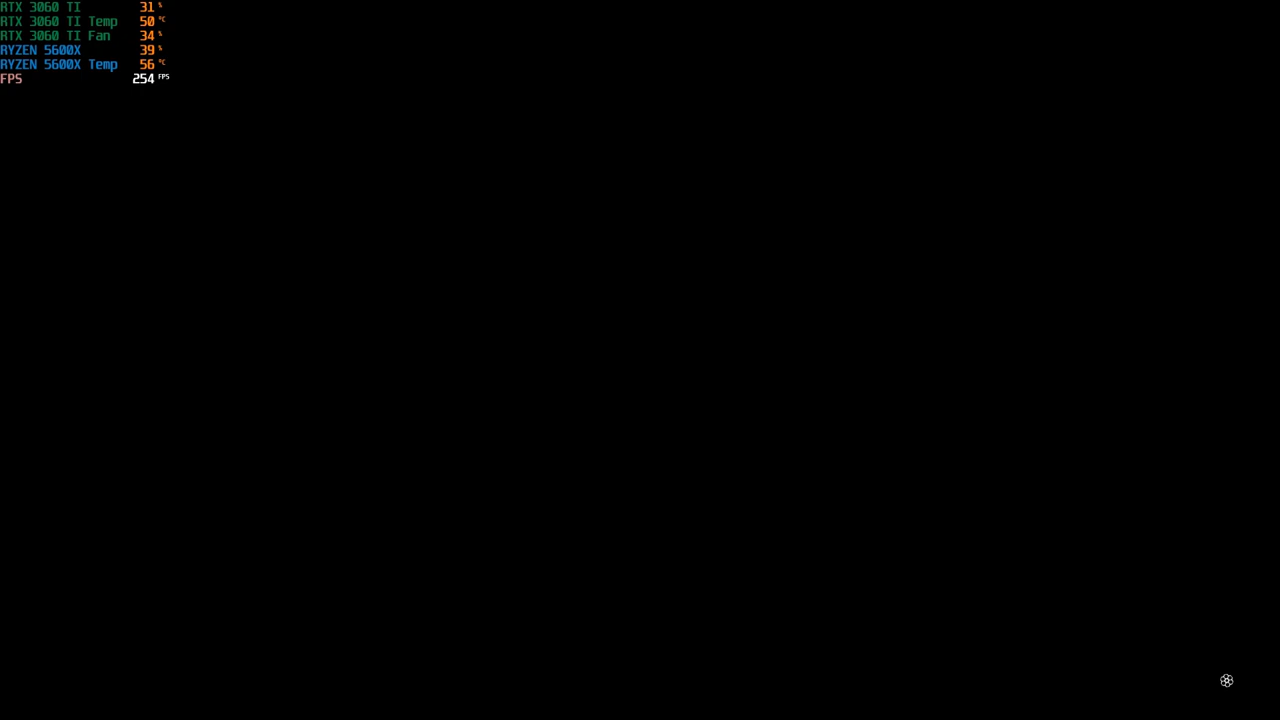 RTX 3060 TI 31 %
RTX 3060 TI Temp 50 °C
RTX 3060 TI Fan 34 %
RYZEN 5600X 39 %
RYZEN 5600X Temp 56 °C
FPS 254 FPS